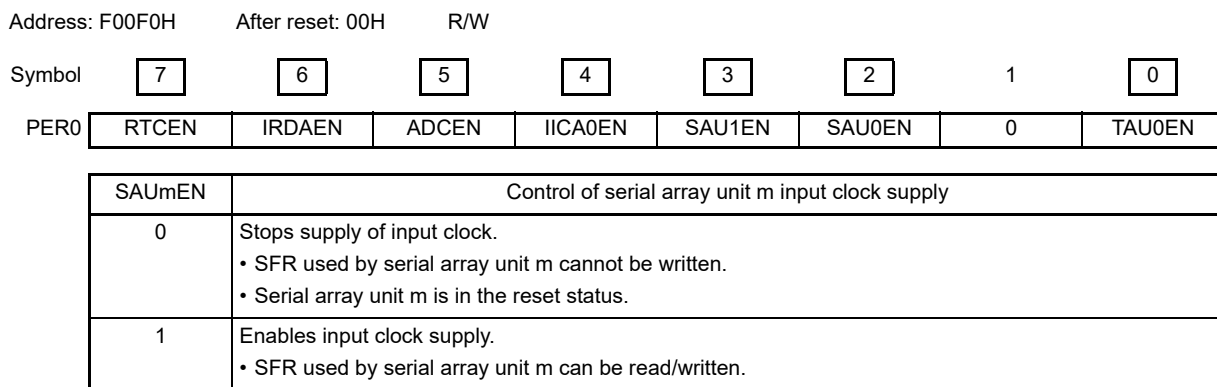 Address: F00F0H After reset: 00H R/W
Symbol 7 6 5 4 3 2 1 0
PER0 RTCEN IRDAEN ADCEN IICA0EN SAU1EN SAU0EN 0 TAU0EN
SAUmEN Control of serial array unit m input clock supply
0 Stops supply of input clock.
• SFR used by serial array unit m cannot be written.
• Serial array unit m is in the reset status.
1 Enables input clock supply.
• SFR used by serial array unit m can be read/written.